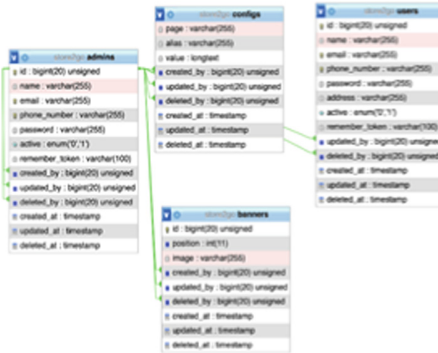 admins
id : bigint(20) unsigned
name : varchar(255)
email : varchar(255)
phone_number : varchar(255)
password : varchar(255)
active : enum('0','1')
remember_token : varchar(100)
created_by : bigint(20) unsigned
updated_by : bigint(20) unsigned
deleted_by : bigint(20) unsigned
created_at : timestamp
updated_at : timestamp
deleted_at : timestamp
configs
page : varchar(255)
alias : varchar(255)
value : longtext
created_by : bigint(20) unsigned
updated_by : bigint(20) unsigned
deleted_by : bigint(20) unsigned
created_at : timestamp
updated_at : timestamp
deleted_at : timestamp
banners
id : bigint(20) unsigned
position : int(11)
image : varchar(255)
created_by : bigint(20) unsigned
updated_by : bigint(20) unsigned
deleted_by : bigint(20) unsigned
created_at : timestamp
updated_at : timestamp
deleted_at : timestamp
users
id : bigint(20) unsigned
name : varchar(255)
email : varchar(255)
phone_number : varchar(255)
password : varchar(255)
address : varchar(255)
active : enum('0','1')
remember_token : varchar(100)
updated_by : bigint(20) unsigned
deleted_by : bigint(20) unsigned
created_at : timestamp
updated_at : timestamp
deleted_at : timestamp